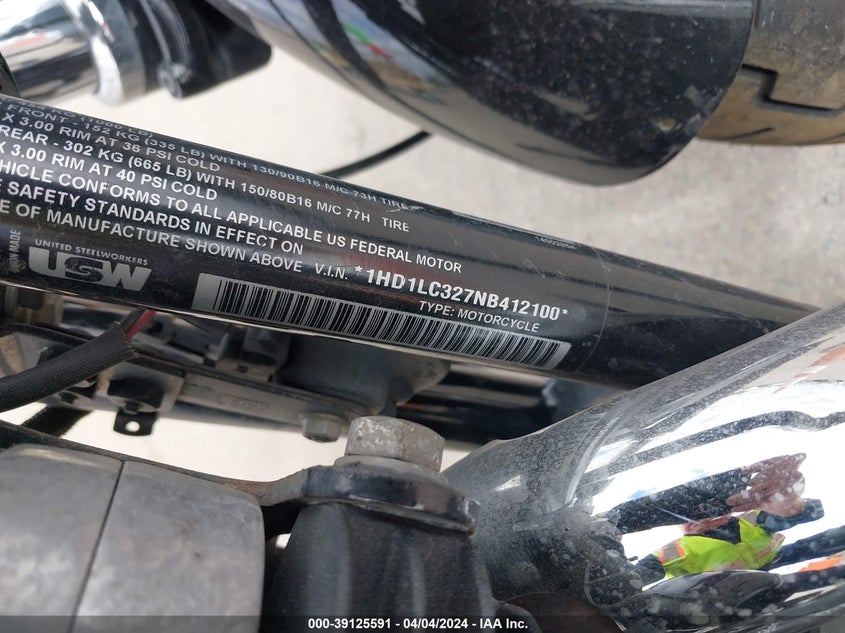 FRONT - 152 KG (335 LB) WITH 130/90B16 M/C 73H TIRE
X 3.00 RIM AT 36 PSI COLD
REAR - 302 KG (665 LB) WITH 150/80B16 M/C 77H TIRE
X 3.00 RIM AT 40 PSI COLD
VEHICLE CONFORMS TO ALL APPLICABLE US FEDERAL MOTOR
SAFETY STANDARDS IN EFFECT ON
OF MANUFACTURE SHOWN ABOVE V.I.N. *1HD1LC327NB412100*
TYPE: MOTORCYCLE
UNITED STEELWORKERS
USW
MADE
000-39125591 - 04/04/2024 - IAA Inc.